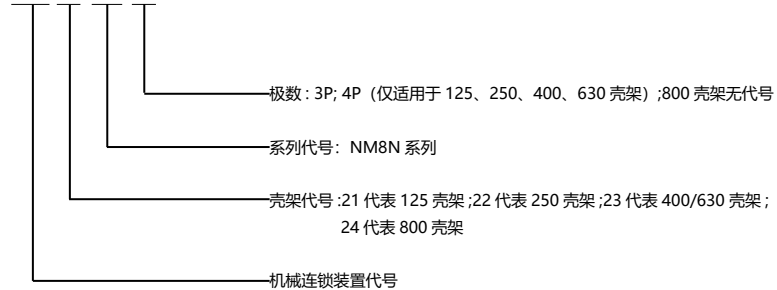 极数 : 3P; 4P（仅适用于 125、250、400、630 壳架）;800 壳架无代号
系列代号：NM8N 系列
壳架代号 :21 代表 125 壳架 ;22 代表 250 壳架 ;23 代表 400/630 壳架 ;
24 代表 800 壳架
机械连锁装置代号